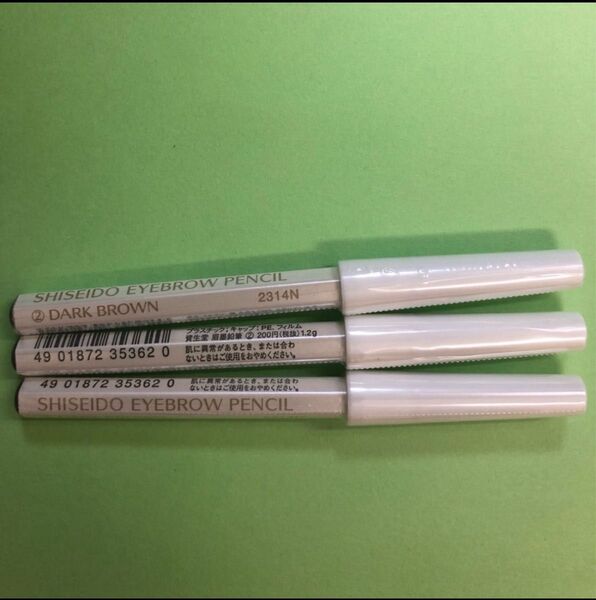 SHISEIDO EYEBROW PENCIL
② DARK BROWN 2314N
プラスチック：キャップ：PE、フィルム
資生堂 眉墨鉛筆 ② 200円(税抜)1.2g
肌に異常があるとき、または合わ
ないときはご使用をおやめください。
49 01872 35362 0
49 01872 35362 0
肌に異常があるとき、または合わ
ないときはご使用をおやめください。
SHISEIDO EYEBROW PENCIL